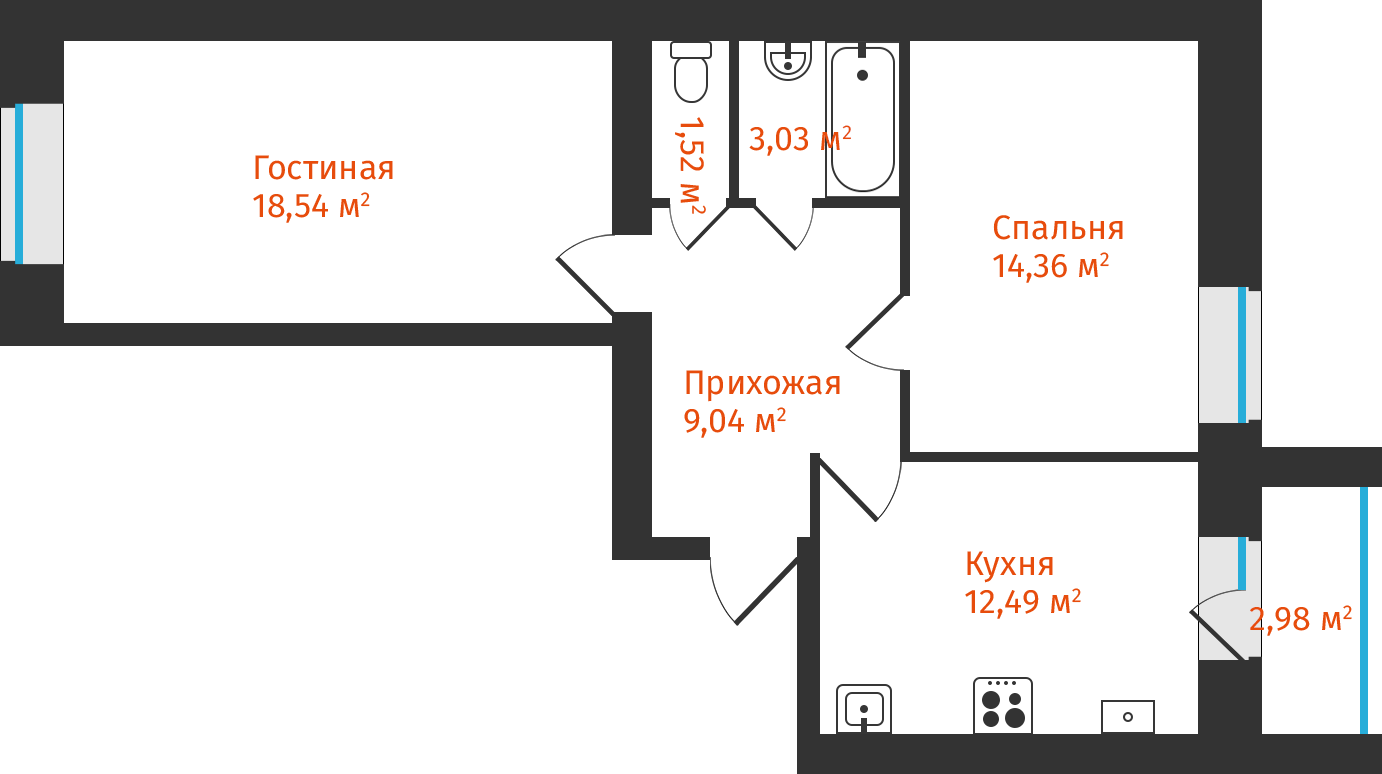 Гостиная
18,54 м²
1,52 м²
3,03 м²
Спальня
14,36 м²
Прихожая
9,04 м²
Кухня
12,49 м²
2,98 м²